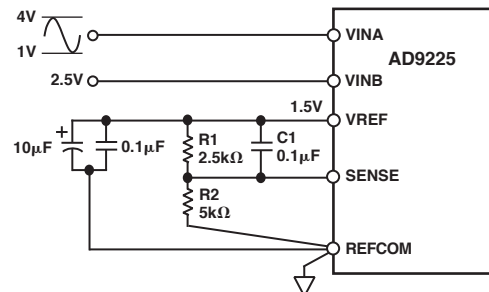 4V
1V
VINA
AD9225
2.5V
VINB
1.5V
VREF
+
10µF
0.1µF
R1
2.5kΩ
C1
0.1µF
SENSE
R2
5kΩ
REFCOM